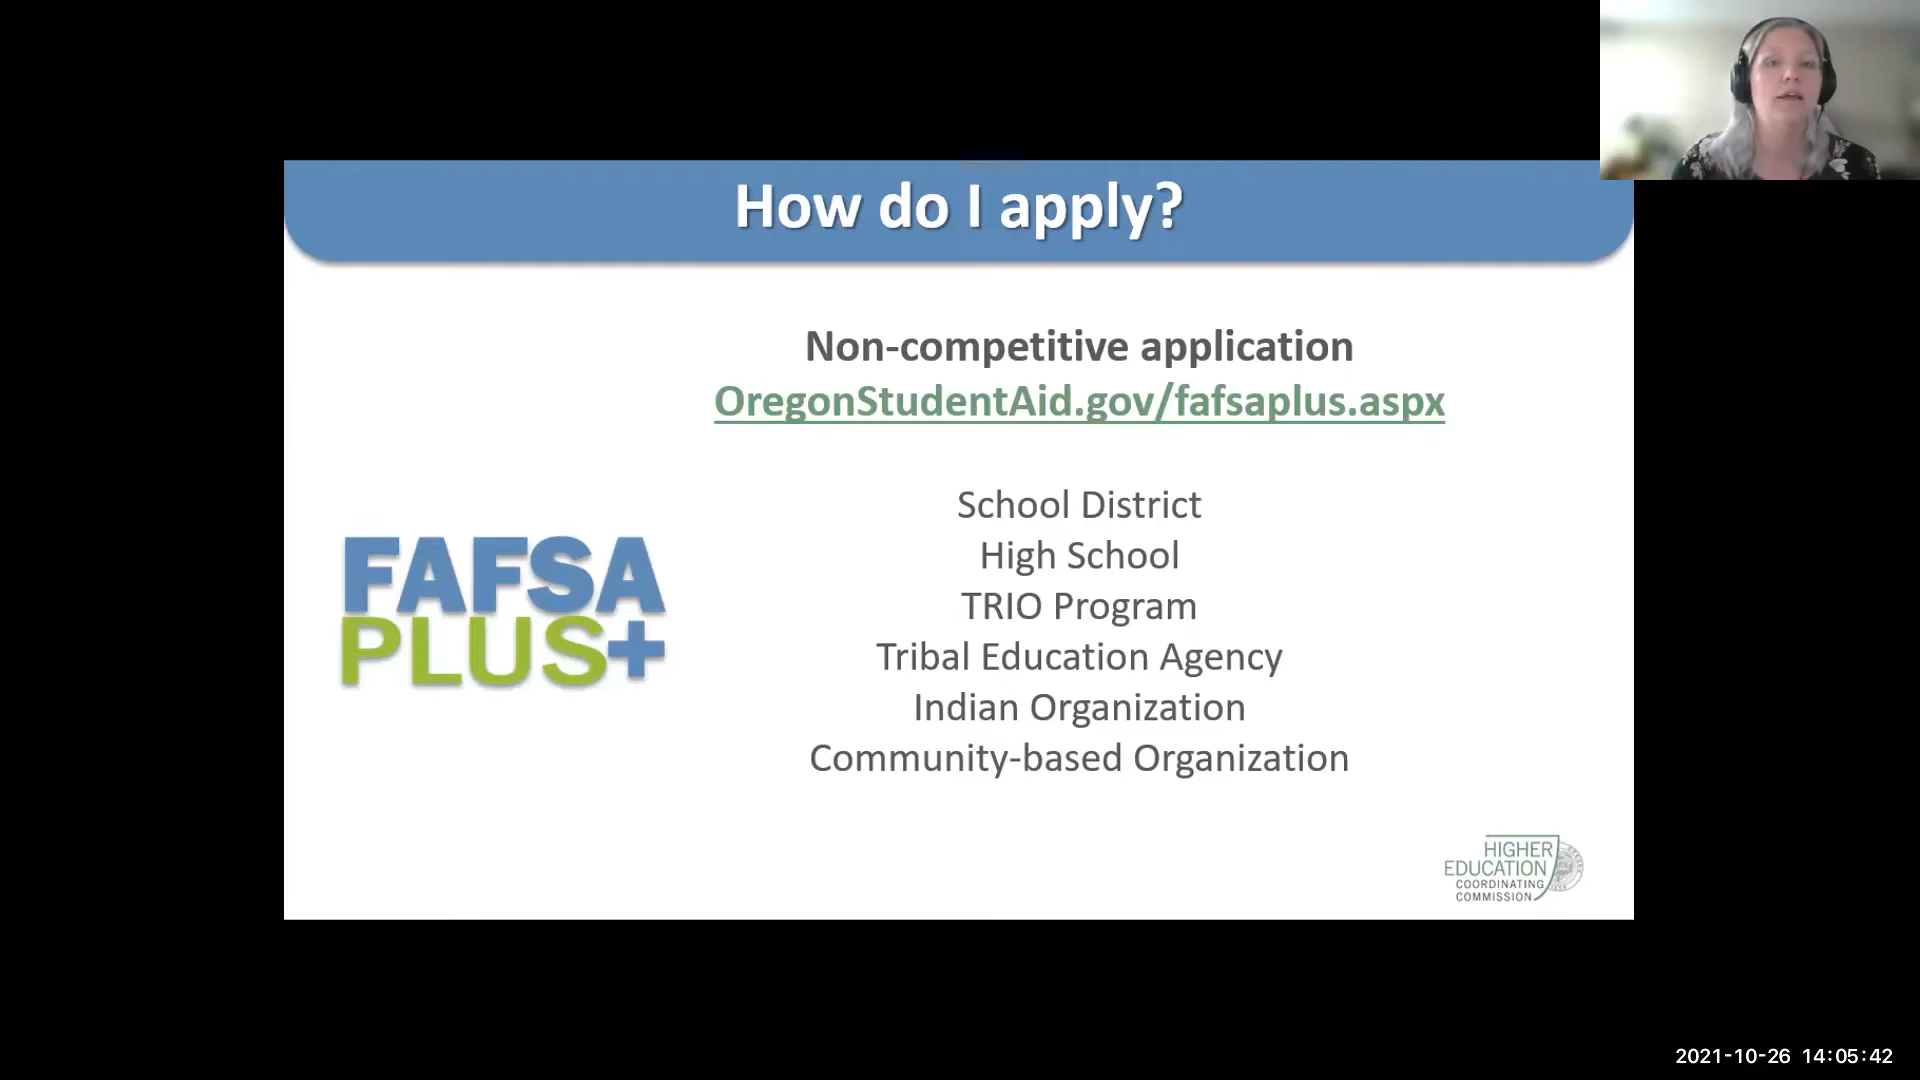 How do I apply?
Non-competitive application
OregonStudentAid.gov/fafsaplus.aspx
School District
High School
TRIO Program
Tribal Education Agency
Indian Organization
Community-based Organization
FAFSA
PLUS+
HIGHER
EDUCATION
COORDINATING
COMMISSION
2021-10-26 14:05:42